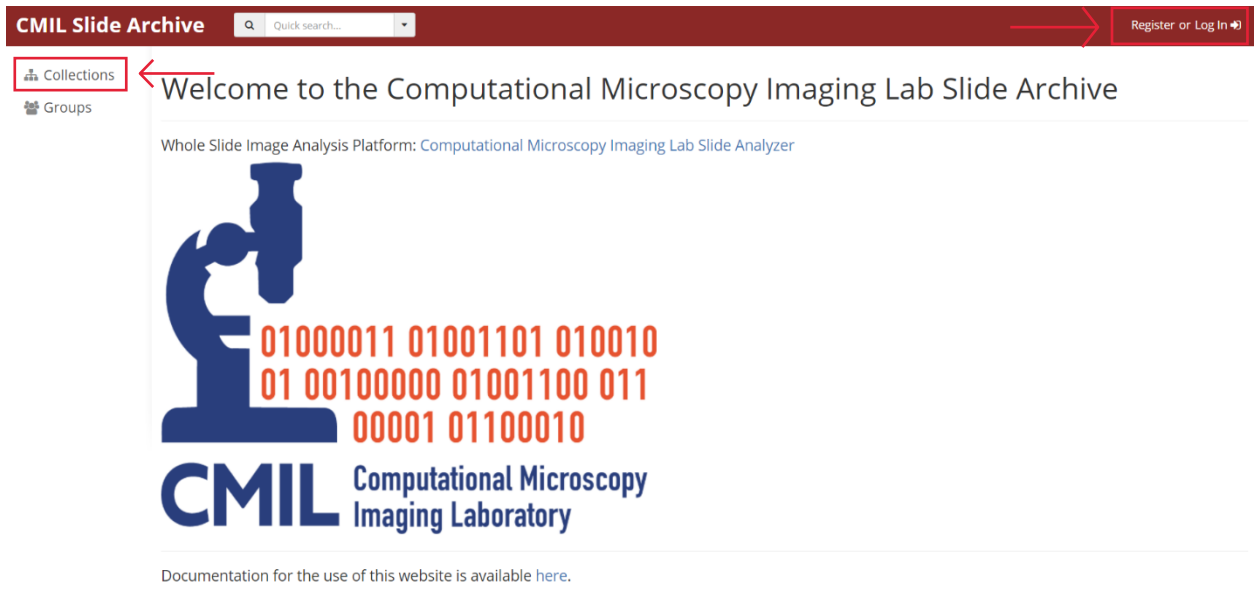 CMIL Slide Archive
Quick search...
Register or Log In
Collections
Groups
Welcome to the Computational Microscopy Imaging Lab Slide Archive
Whole Slide Image Analysis Platform: Computational Microscopy Imaging Lab Slide Analyzer
01000011 01001101 010010
01 00100000 01001100 011
00001 01100010
CMIL
Computational Microscopy
Imaging Laboratory
Documentation for the use of this website is available here.